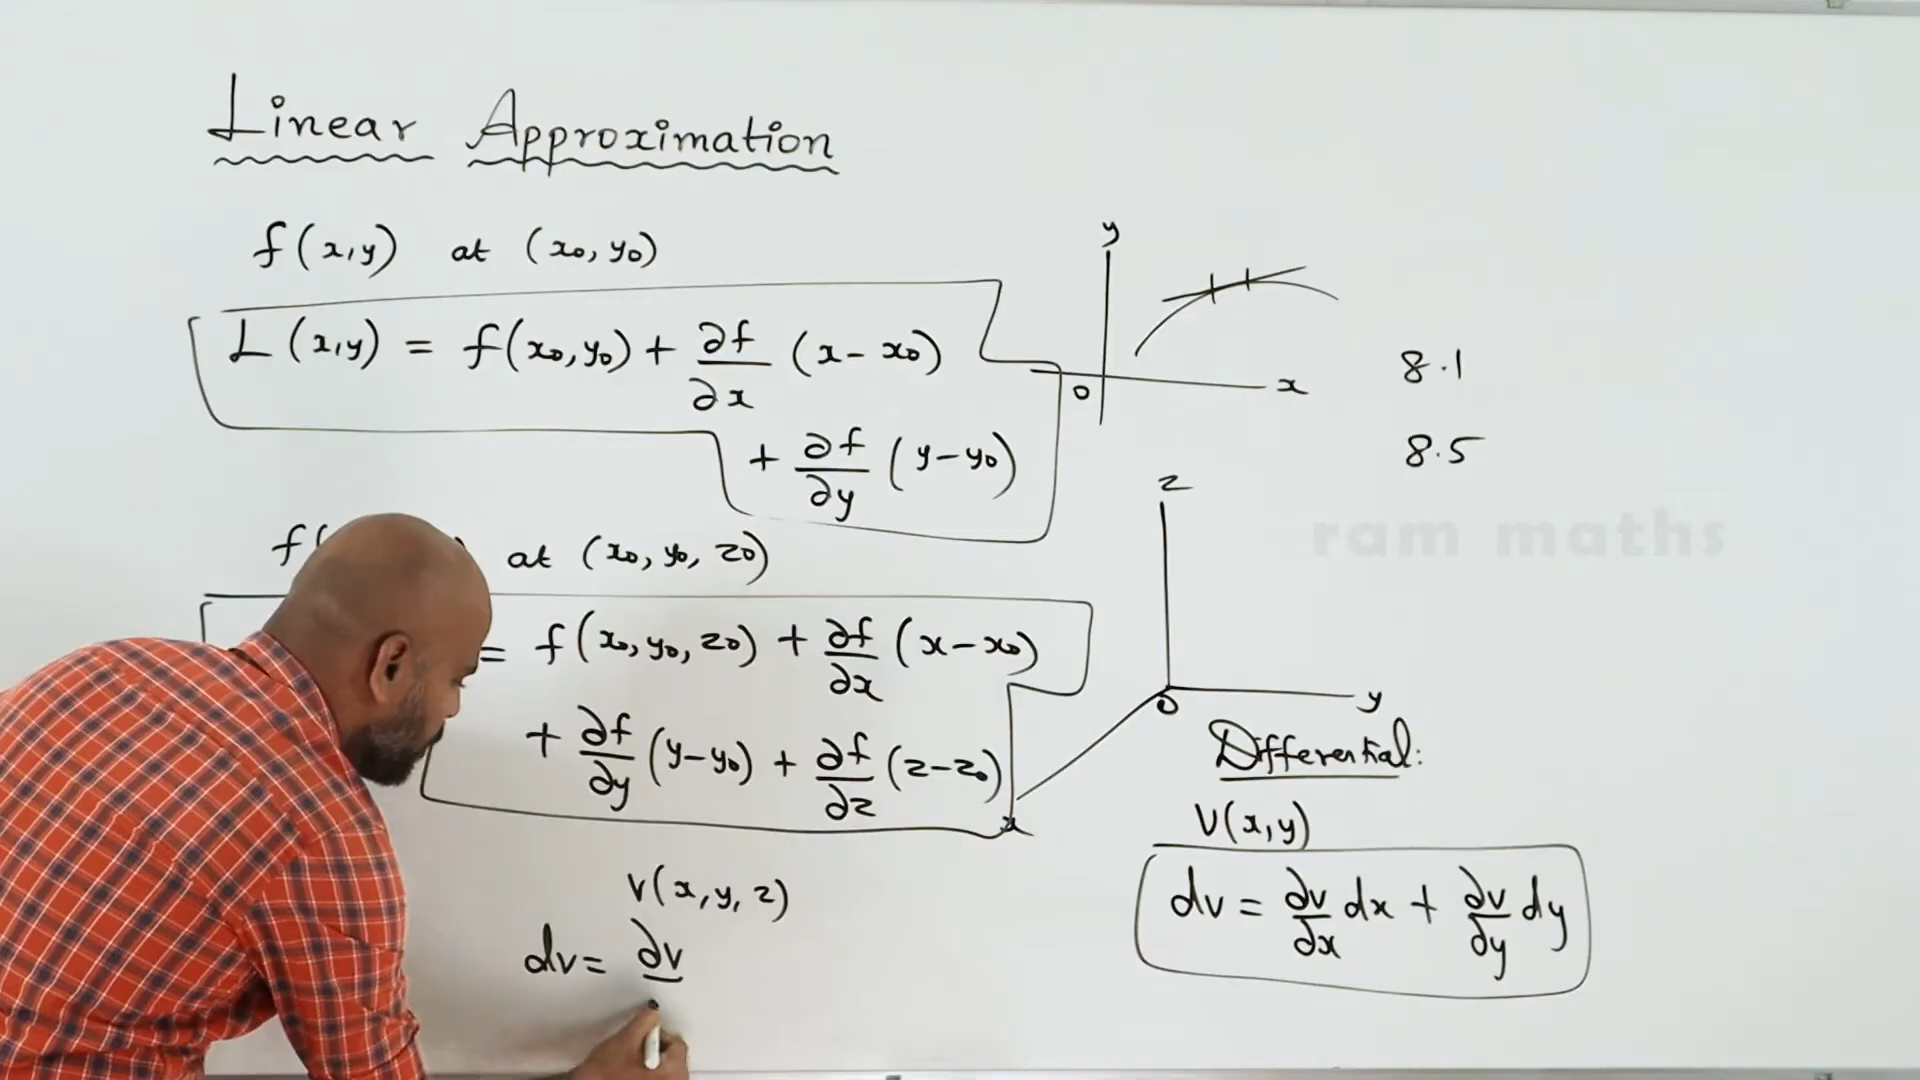 Linear Approximation
f(x,y) at (x₀, y₀)
L(x,y) = f(x₀,y₀) + ∂f/∂x (x - x₀)
+ ∂f/∂y (y - y₀)
f( ) at (x₀, y₀, z₀)
= f(x₀, y₀, z₀) + ∂f/∂x (x - x₀)
+ ∂f/∂y (y - y₀) + ∂f/∂z (z - z₀)
v(x, y, z)
dv = ∂v
y
0
x
8.1
8.5
z
0
y
x
ram maths
Differential:
V(x,y)
dv = ∂v/∂x dx + ∂v/∂y dy